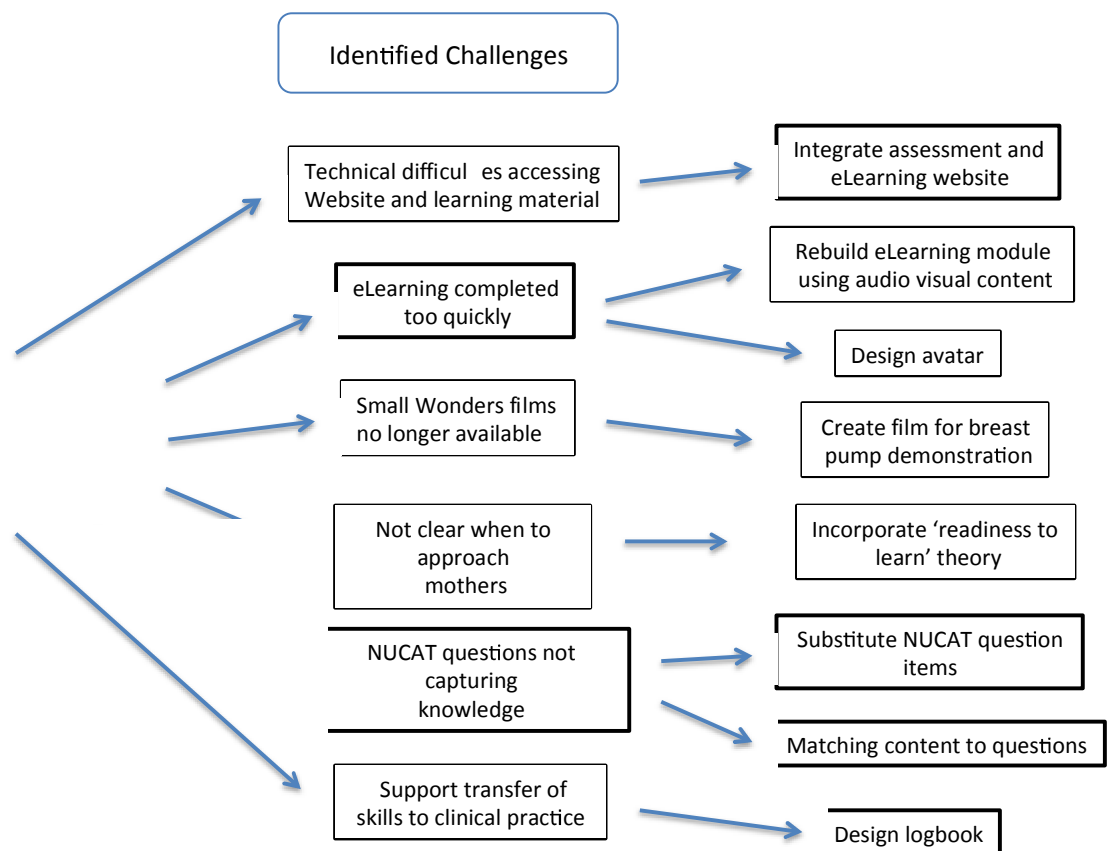 Identified Challenges
Technical difficul es accessing
Website and learning material
Integrate assessment and
eLearning website
eLearning completed
too quickly
Rebuild eLearning module
using audio visual content
Design avatar
Small Wonders films
no longer available
Create film for breast
pump demonstration
Not clear when to
approach
mothers
Incorporate ‘readiness to
learn’ theory
NUCAT questions not
capturing
knowledge
Substitute NUCAT question
items
Matching content to questions
Support transfer of
skills to clinical practice
Design logbook